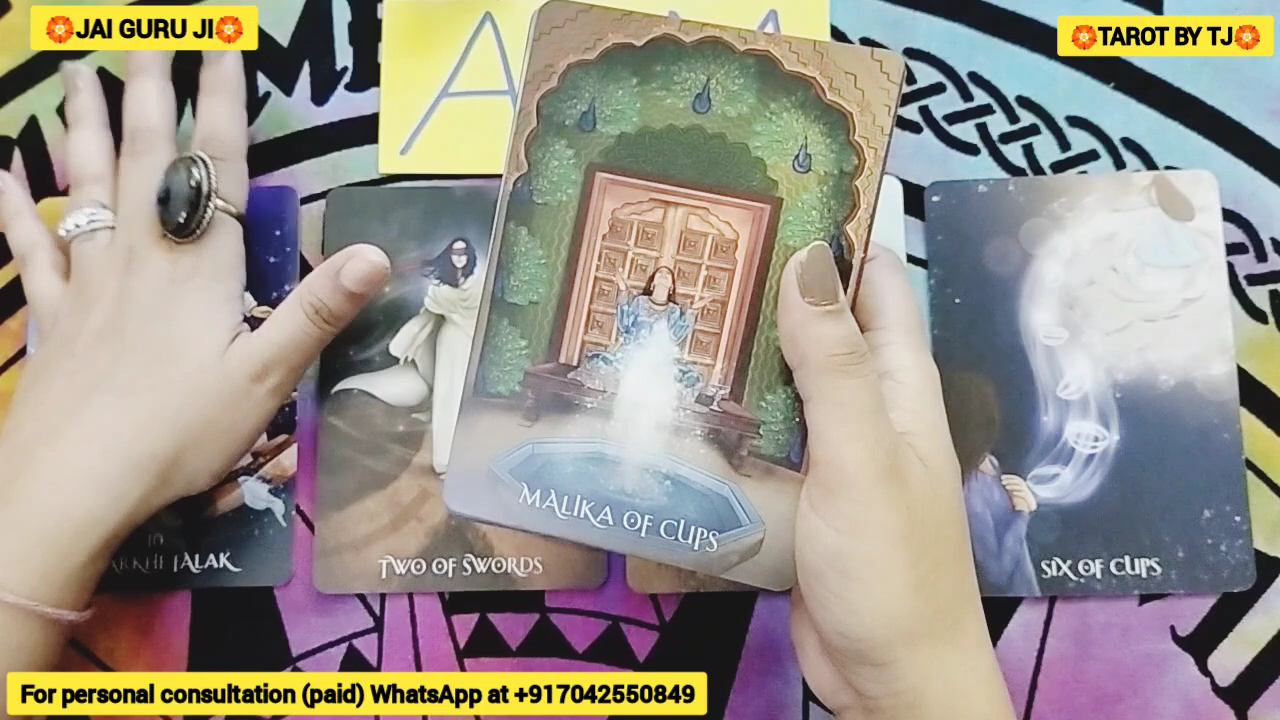 🏵️JAI GURU JI🏵️
🏵️TAROT BY TJ🏵️
A
MALIKA OF CUPS
10
TWO OF SWORDS
SIX OF CUPS
For personal consultation (paid) WhatsApp at +917042550849